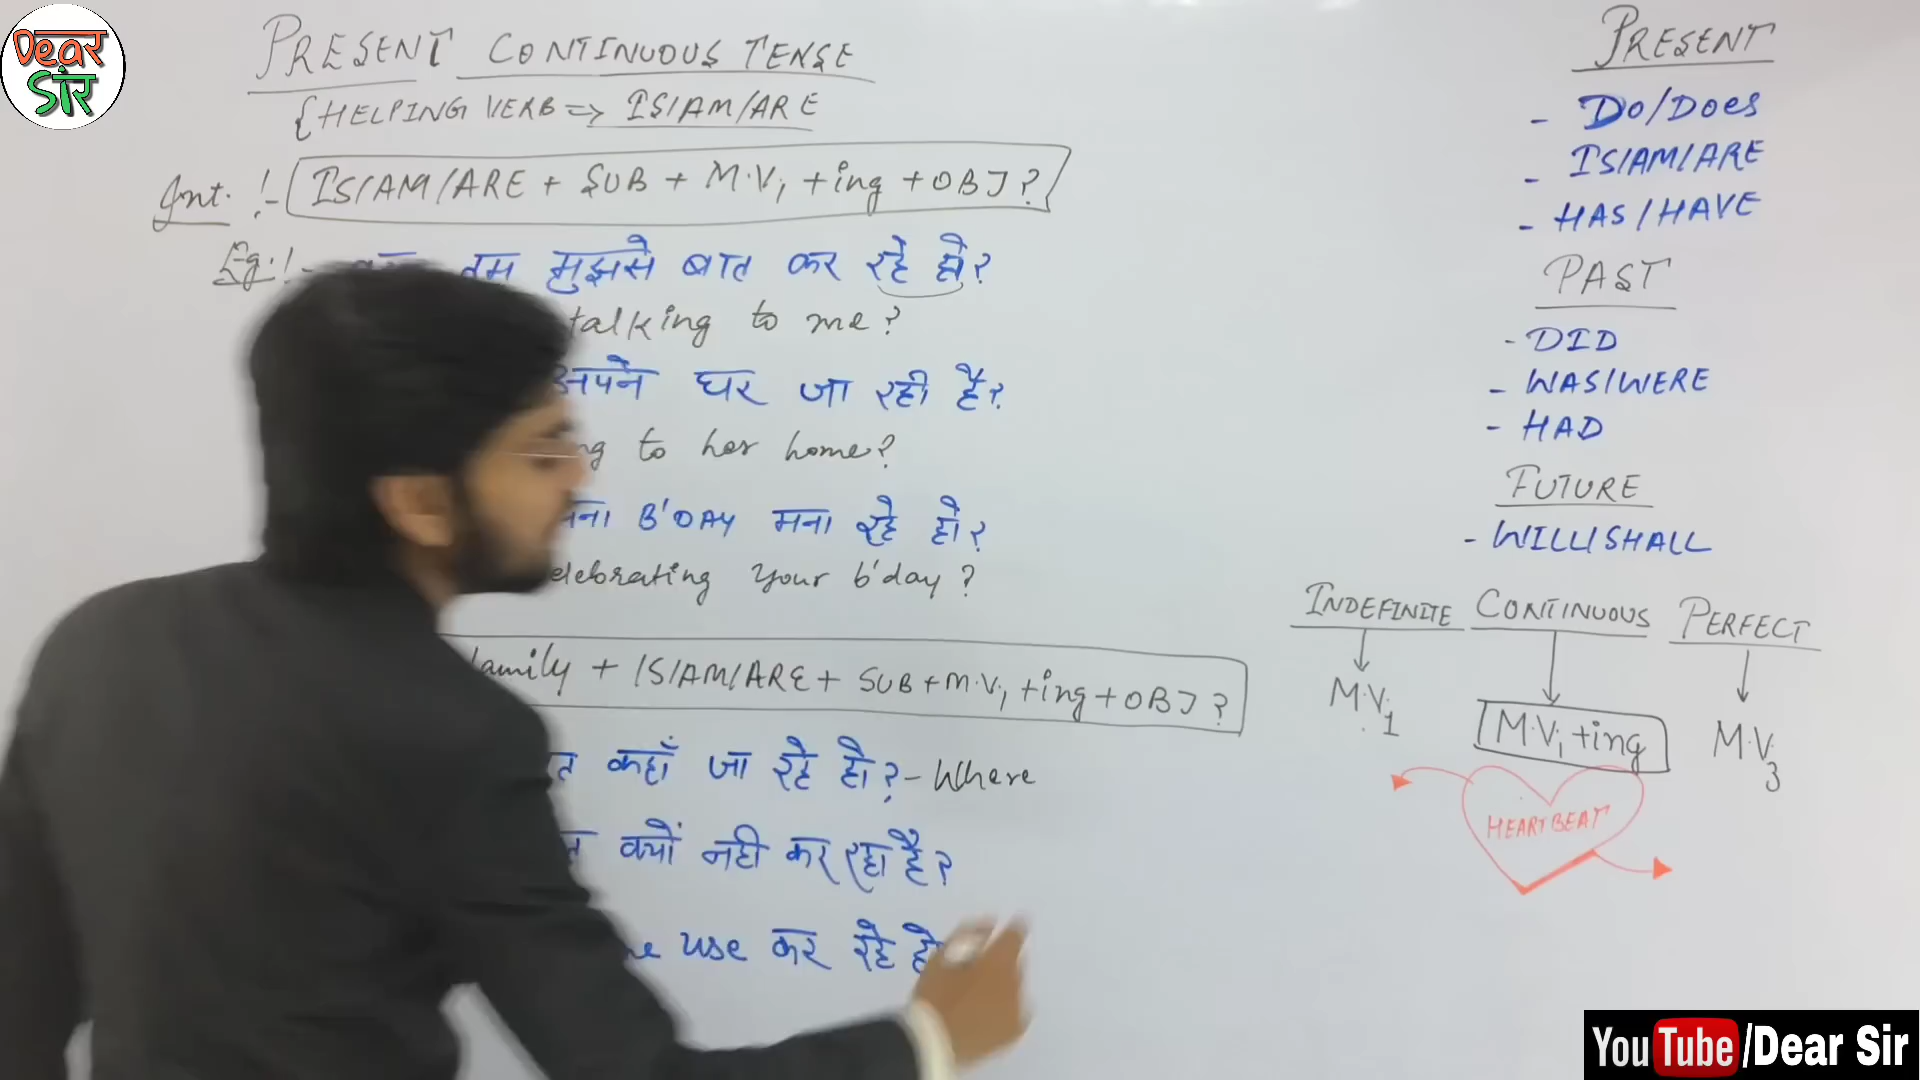 Dear
Sir
PRESENT CONTINUOUS TENSE
{HELPING VERB => IS/AM/ARE
Int. :- IS/AM/ARE + SUB + M.V₁ + ing + OBJ?
Eg:- तुम मुझसे बात कर रहे हो?
talking to me?
अपने घर जा रही है?
to her home?
B'DAY मना रहे हो?
your b'day?
family + IS/AM/ARE + SUB + M.V₁ + ing + OBJ?
कहाँ जा रहे हो? - Where
क्यों नही कर रहा है?
use कर रहे
PRESENT
- DO/DOES
- IS/AM/ARE
- HAS/HAVE
PAST
- DID
- WAS/WERE
- HAD
FUTURE
- WILL/SHALL
INDEFINITE CONTINUOUS PERFECT
M.V₁ M.V₁ + ing M.V₃
HEARTBEAT
YouTube/Dear Sir